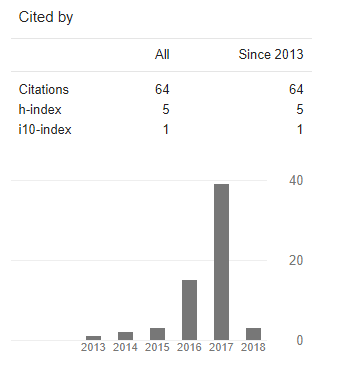 Cited by
All Since 2013
Citations 64 64
h-index 5 5
i10-index 1 1
40
20
0
2013 2014 2015 2016 2017 2018